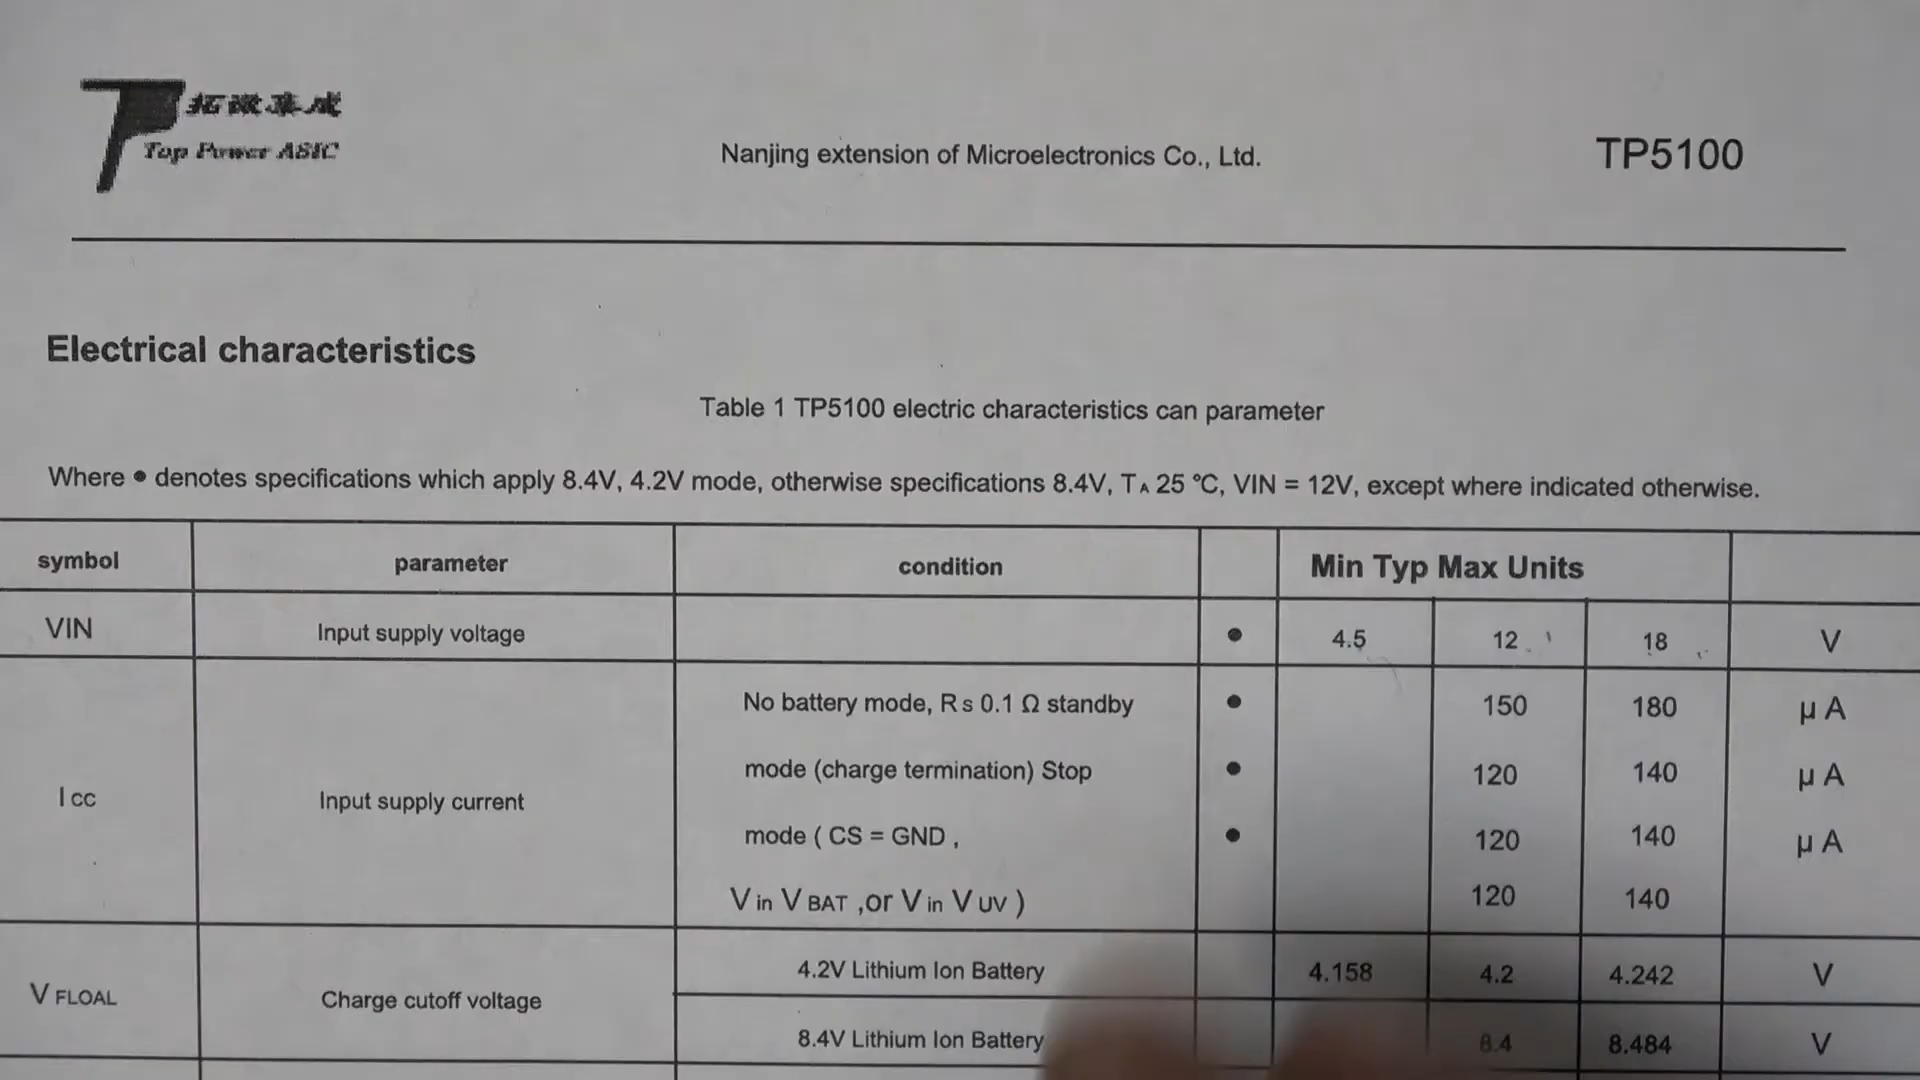 拓微集成
Top Power ASIC
Nanjing extension of Microelectronics Co., Ltd.
TP5100
Electrical characteristics
Table 1 TP5100 electric characteristics can parameter
Where ● denotes specifications which apply 8.4V, 4.2V mode, otherwise specifications 8.4V, TA 25 ℃, VIN = 12V, except where indicated otherwise.
symbol parameter condition Min Typ Max Units
VIN Input supply voltage ● 4.5 12 18 V
No battery mode, Rs 0.1 Ω standby ● 150 180 μ A
mode (charge termination) Stop ● 120 140 μ A
I cc Input supply current
mode ( CS = GND , ● 120 140 μ A
V in V BAT ,or V in V UV ) 120 140
4.2V Lithium Ion Battery 4.158 4.2 4.242 V
V FLOAL Charge cutoff voltage
8.4V Lithium Ion Battery 8.4 8.484 V